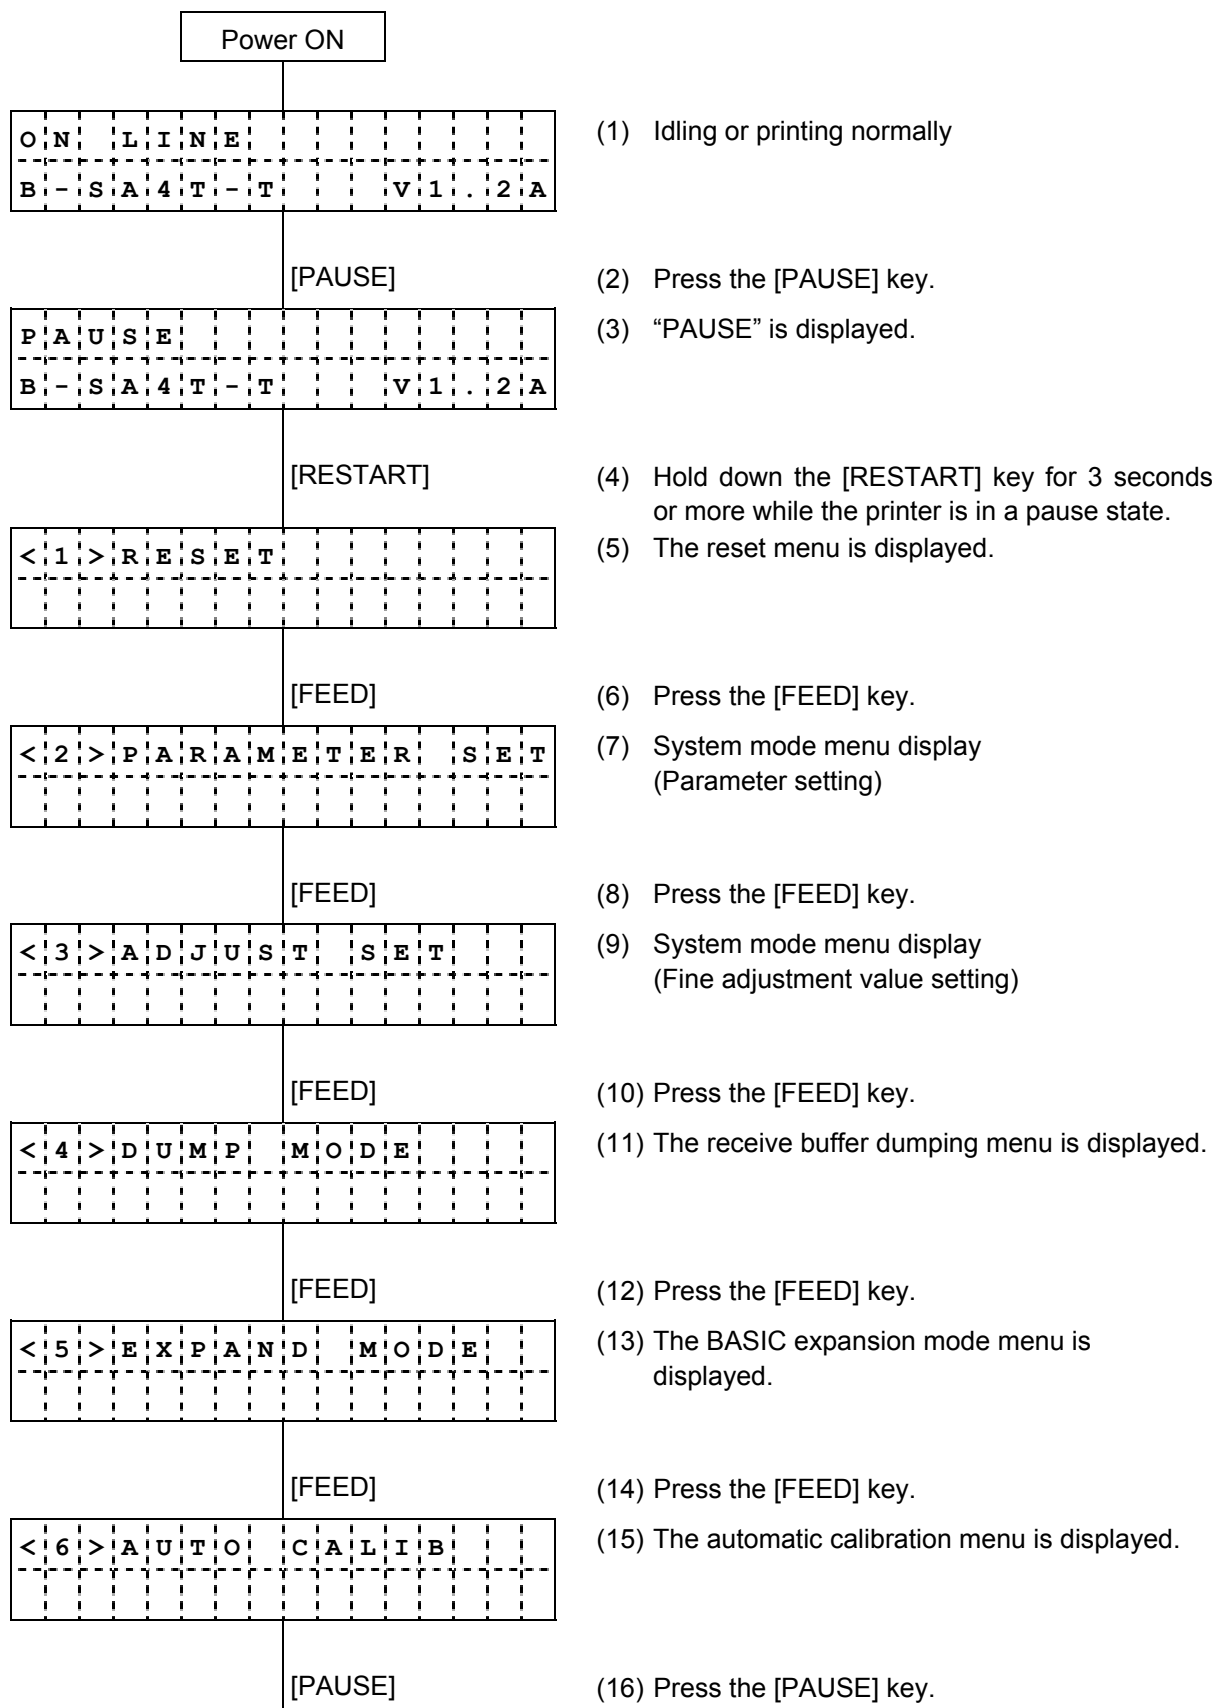 Power ON
ON LINE
(1) Idling or printing normally
B-SA4T-T V1.2A
[PAUSE]
(2) Press the [PAUSE] key.
PAUSE
(3) “PAUSE” is displayed.
B-SA4T-T V1.2A
[RESTART]
(4) Hold down the [RESTART] key for 3 seconds
or more while the printer is in a pause state.
<1>RESET
(5) The reset menu is displayed.
[FEED]
(6) Press the [FEED] key.
<2>PARAMETER SET
(7) System mode menu display
(Parameter setting)
[FEED]
(8) Press the [FEED] key.
<3>ADJUST SET
(9) System mode menu display
(Fine adjustment value setting)
[FEED]
(10) Press the [FEED] key.
<4>DUMP MODE
(11) The receive buffer dumping menu is displayed.
[FEED]
(12) Press the [FEED] key.
<5>EXPAND MODE
(13) The BASIC expansion mode menu is
displayed.
[FEED]
(14) Press the [FEED] key.
<6>AUTO CALIB
(15) The automatic calibration menu is displayed.
[PAUSE]
(16) Press the [PAUSE] key.